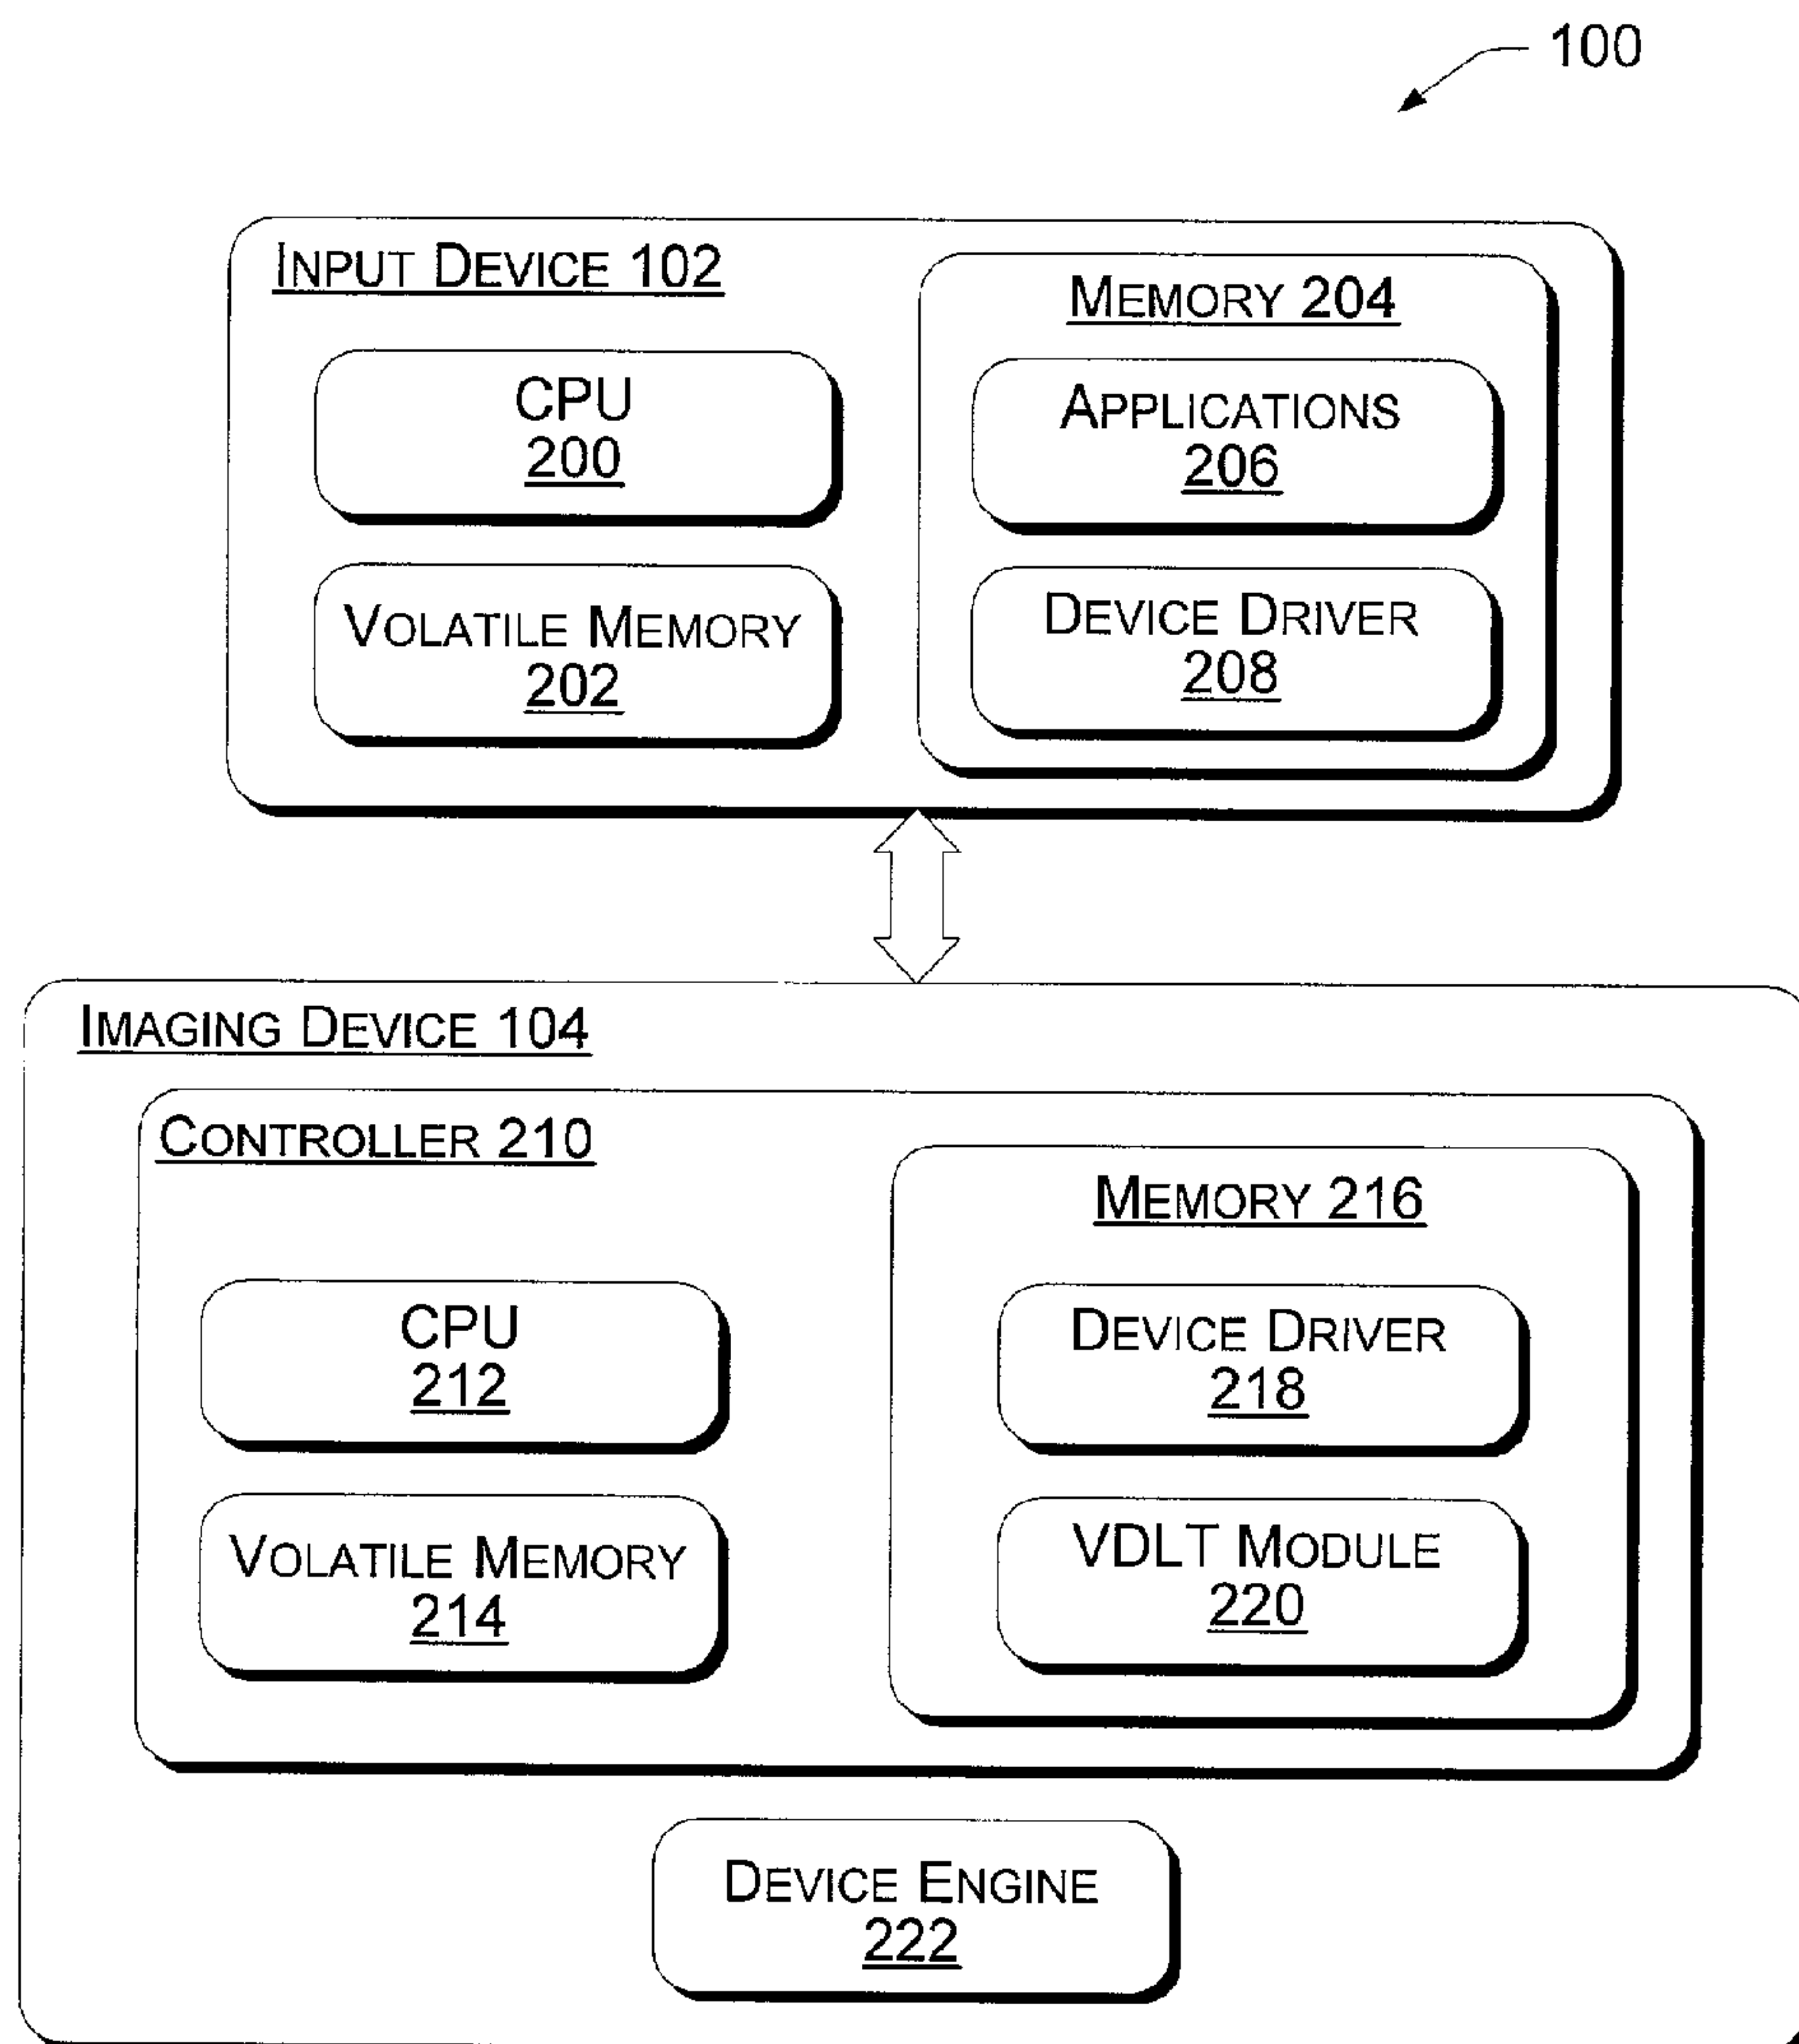 100
INPUT DEVICE 102
MEMORY 204
CPU
200
APPLICATIONS
206
VOLATILE MEMORY
202
DEVICE DRIVER
208
IMAGING DEVICE 104
CONTROLLER 210
MEMORY 216
CPU
212
DEVICE DRIVER
218
VOLATILE MEMORY
214
VDLT MODULE
220
DEVICE ENGINE
222